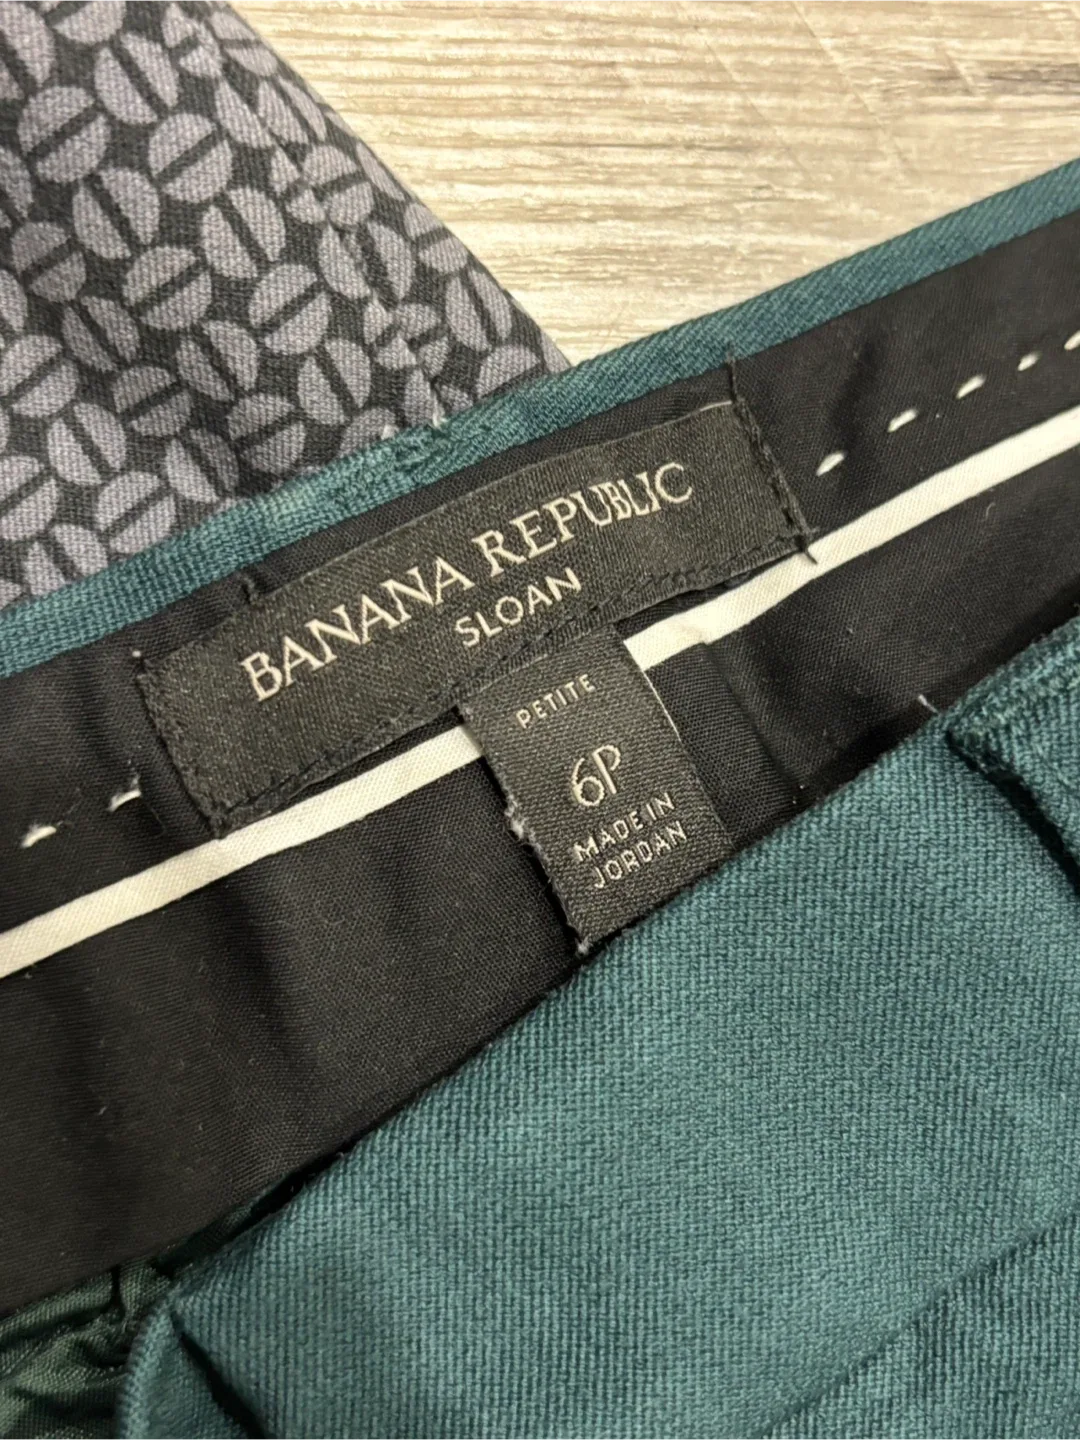 BANANA REPUBLIC
SLOAN
PETITE
6P
MADE IN
JORDAN